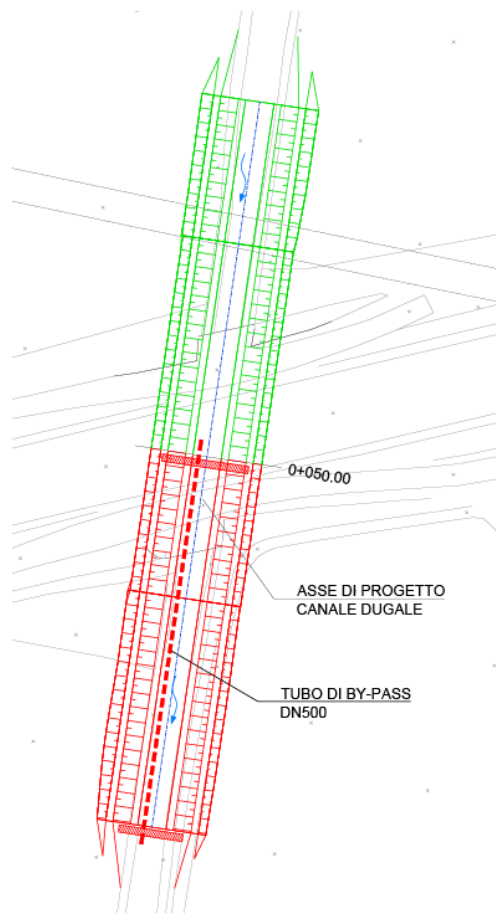 0+050.00
ASSE DI PROGETTO
CANALE DUGALE
TUBO DI BY-PASS
DN500